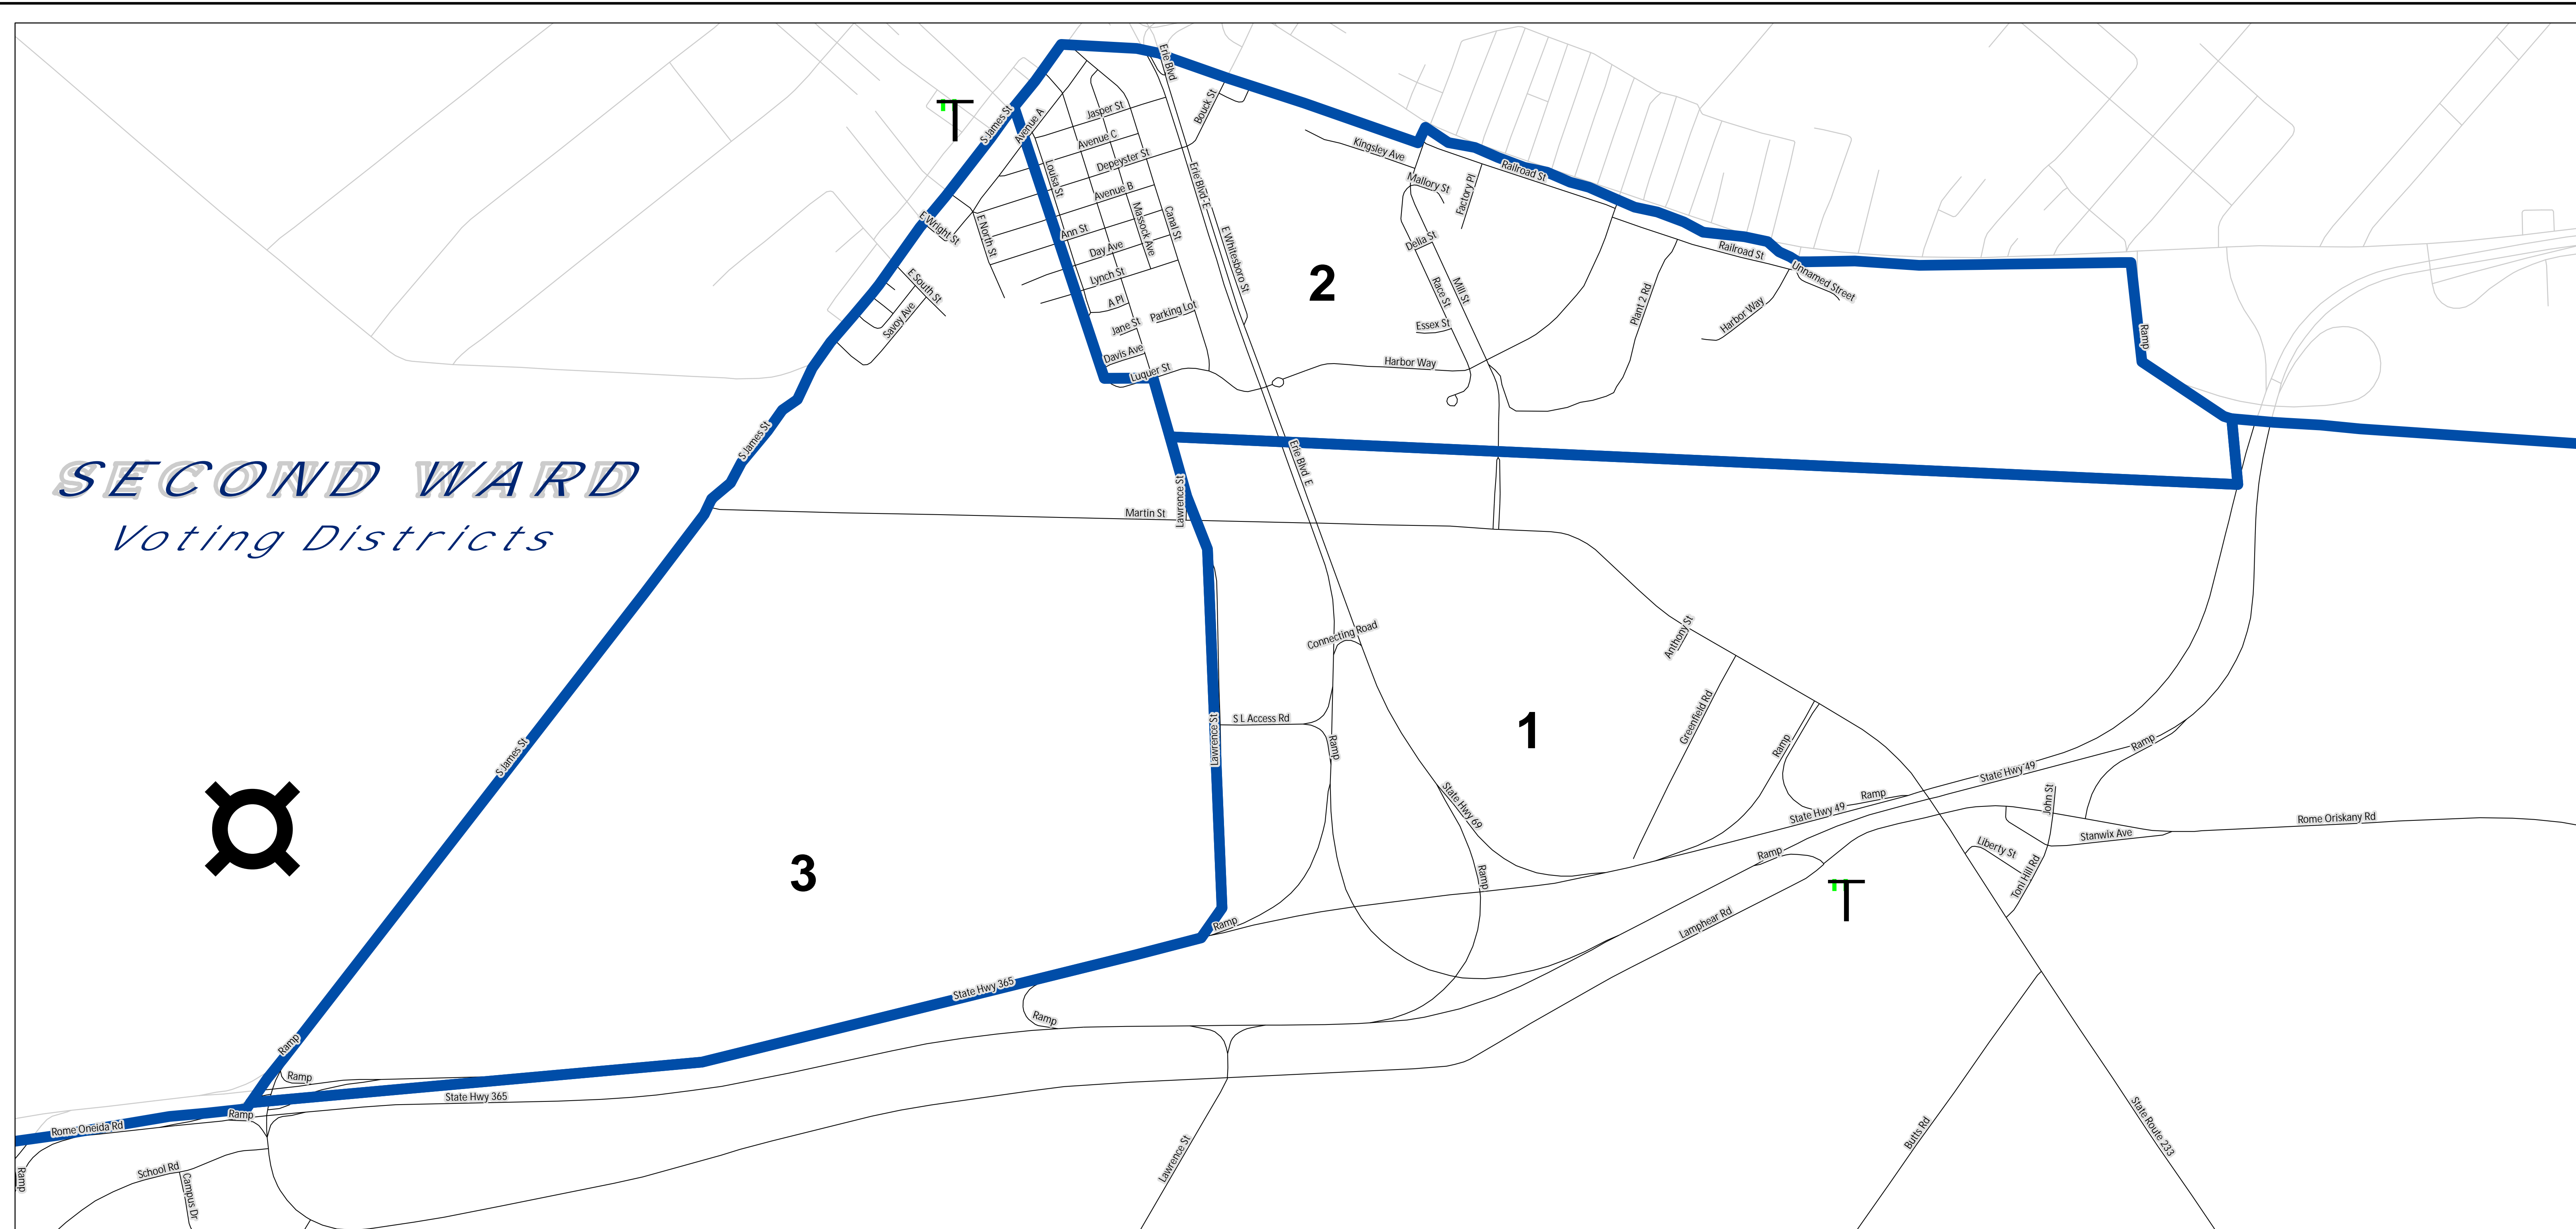 Erie Blvd
S James St
Avenue A
Jasper St
Bouck St
Avenue C
Kingsley Ave
Depeyster St
Railroad St
Louisa St
Erie Blvd E
Mallory St
Factory Pl
Avenue B
E Wright St
E North St
Ann St
Massock Ave
Canal St
Day Ave
Della St
Railroad St
E Whitesboro St
Lynch St
E South St
Unnamed Street
2
A Pl
Race St
Mill St
Plant 2 Rd
Harbor Way
Savoy Ave
Jane St
Parking Lot
Essex St
Ramp
Davis Ave
Luquer St
Harbor Way
S James St
Erie Blvd E
SECOND WARD
Voting Districts
Lawrence St
Martin St
Connecting Road
Anthony St
S L Access Rd
1
Greenfield Rd
Lawrence St
Ramp
Ramp
Ramp
S James St
State Hwy 49
Ramp
John St
State Hwy 69
State Hwy 49
Rome Oriskany Rd
Stanwix Ave
Liberty St
3
Ramp
Ramp
Toni Hill Rd
Ramp
Lamphear Rd
State Hwy 365
Ramp
Ramp
Ramp
State Hwy 365
Ramp
Rome Oneida Rd
Butts Rd
State Route 233
Lawrence St
School Rd
Ramp
Campus Dr